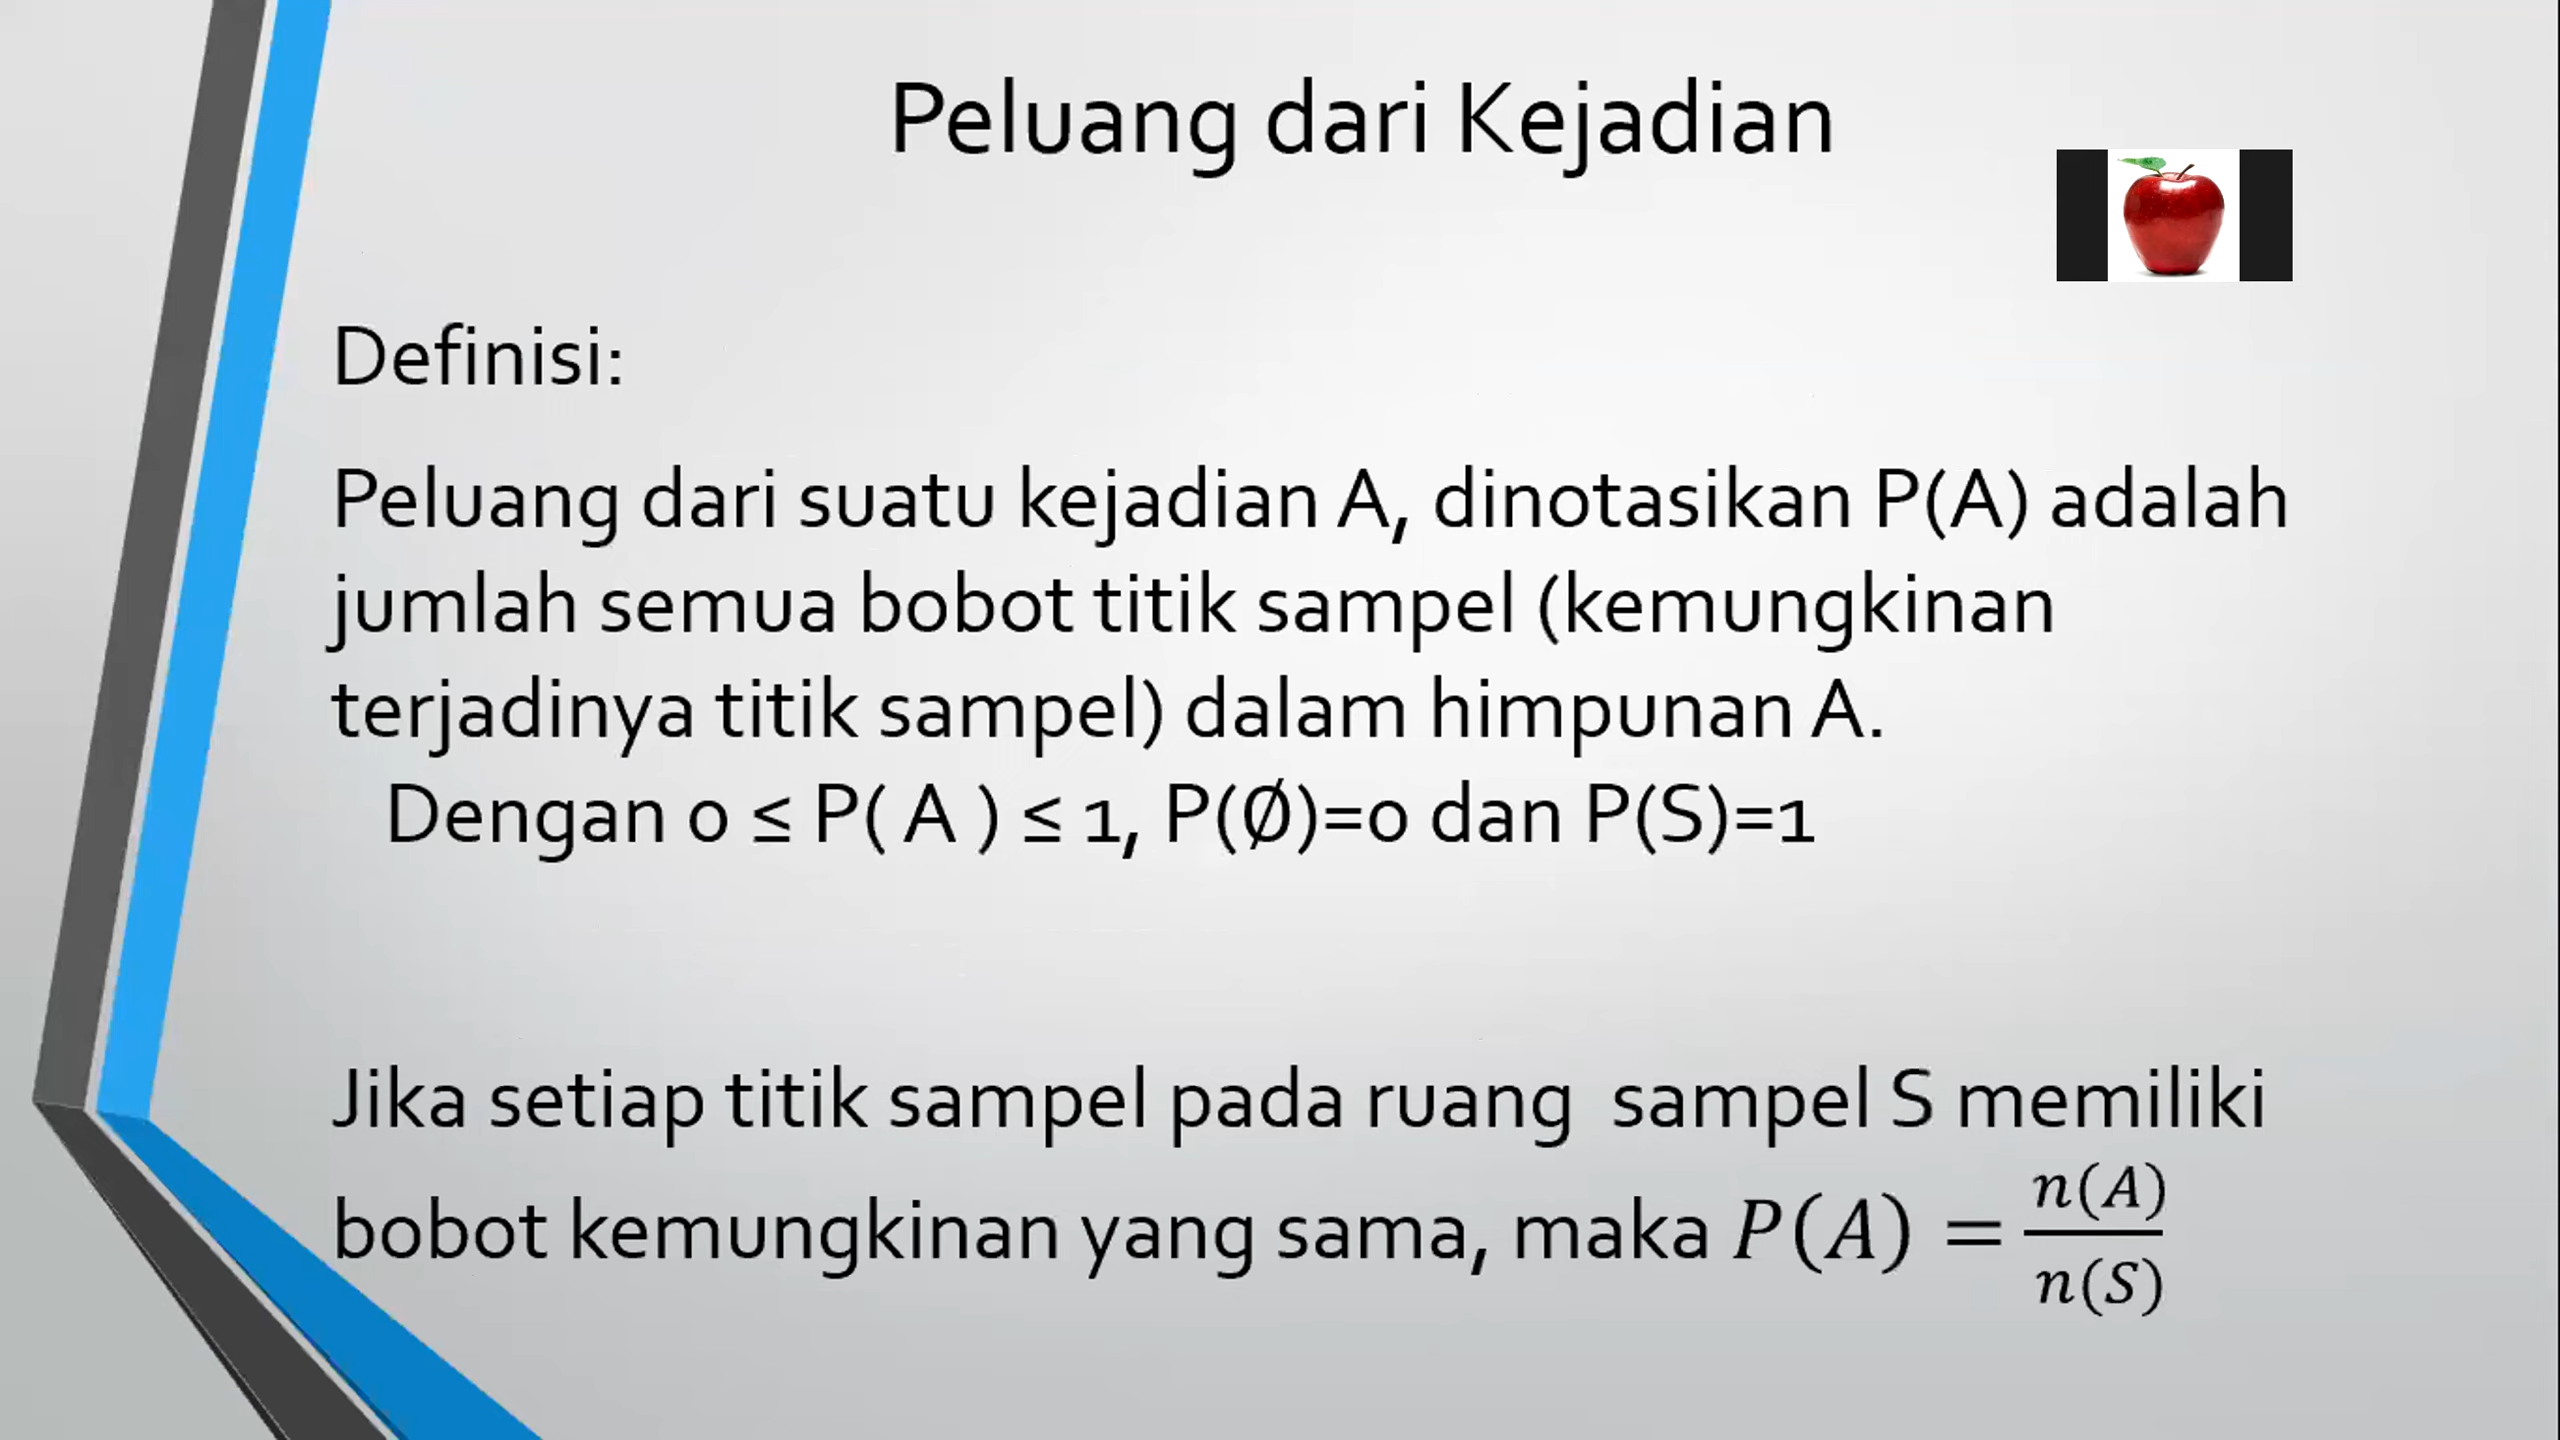 Peluang dari Kejadian
Definisi:
Peluang dari suatu kejadian A, dinotasikan P(A) adalah
jumlah semua bobot titik sampel (kemungkinan
terjadinya titik sampel) dalam himpunan A.
Dengan 0 ≤ P( A ) ≤ 1, P(Ø)=0 dan P(S)=1
Jika setiap titik sampel pada ruang  sampel S memiliki
bobot kemungkinan yang sama, maka P(A) = n(A)/n(S)